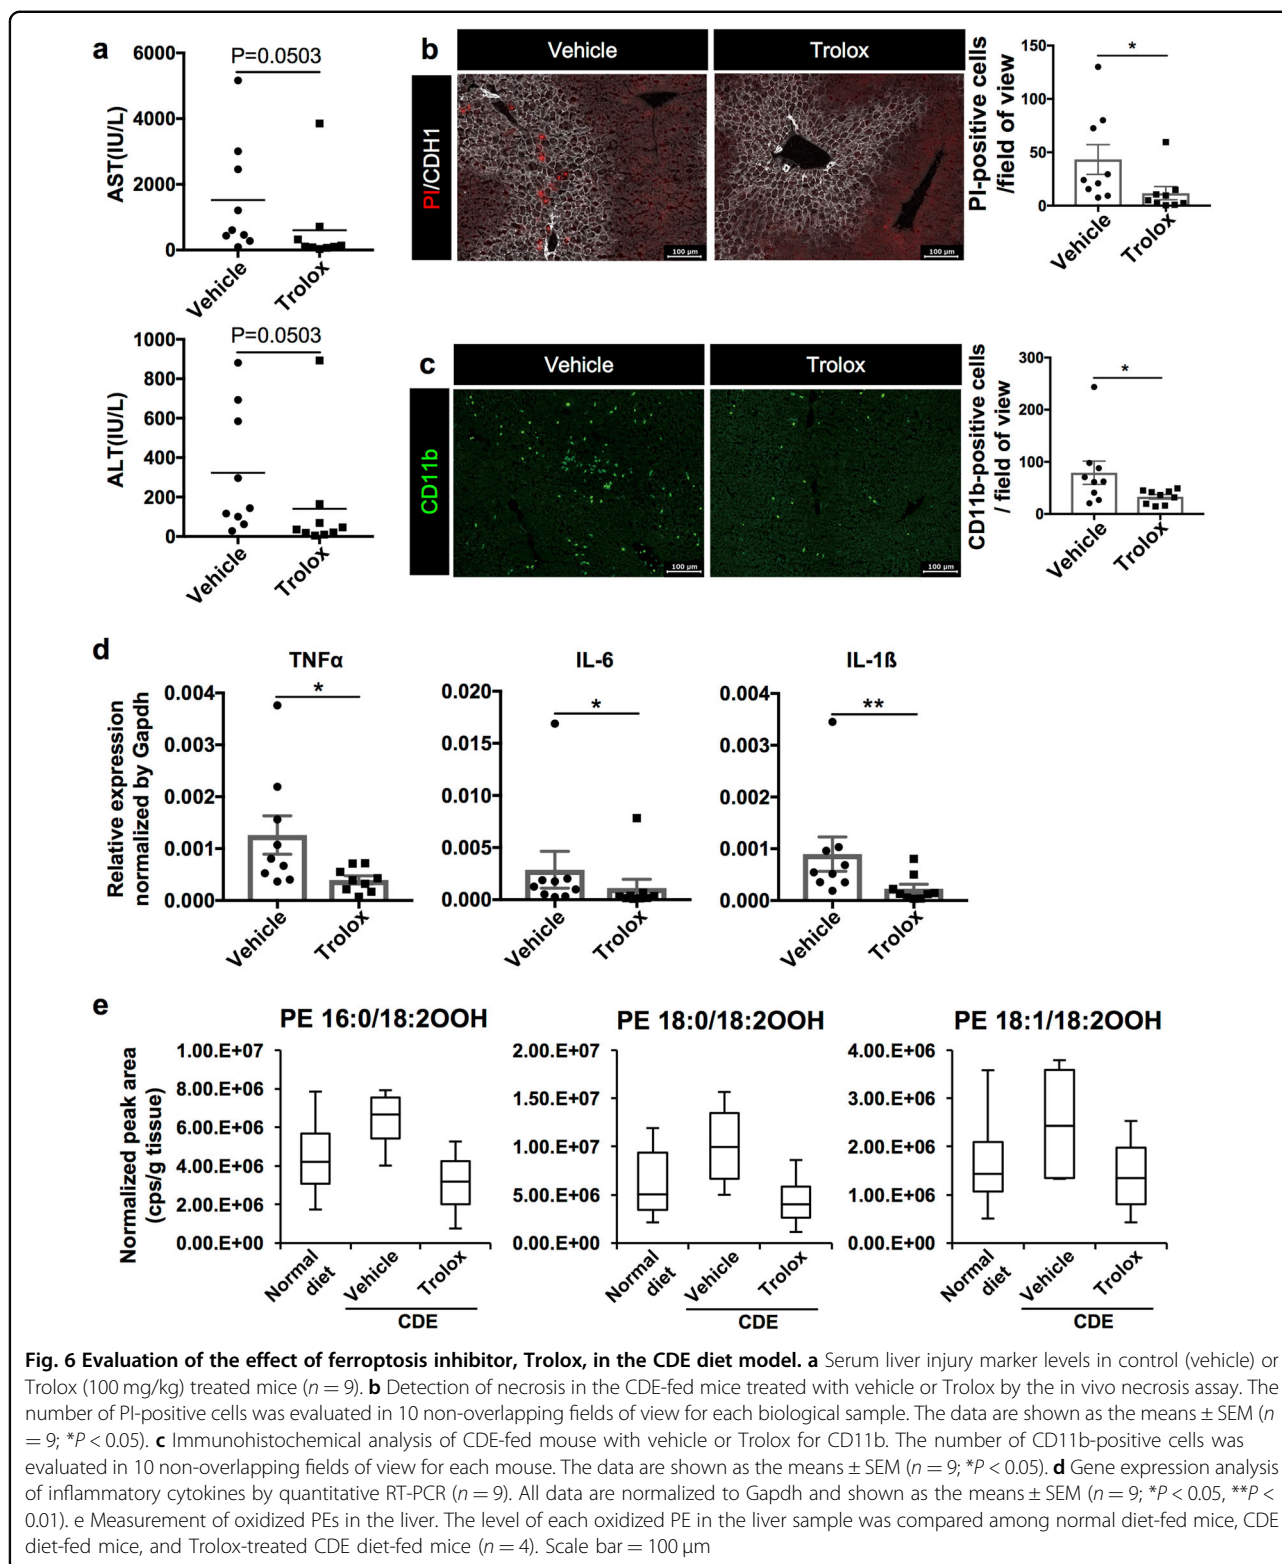 a
6000
4000
2000
0
AST(IU/L)
P=0.0503
Vehicle
Trolox
1000
800
600
400
200
0
ALT(IU/L)
P=0.0503
Vehicle
Trolox
b
Vehicle
Trolox
PI/CDH1
100 µm
100 µm
PI-positive cells
/field of view
150
100
50
0
*
Vehicle
Trolox
c
Vehicle
Trolox
CD11b
100 µm
100 µm
CD11b-positive cells
/ field of view
300
200
100
0
*
Vehicle
Trolox
d
Relative expression
normalized by Gapdh
TNFα
0.004
0.003
0.002
0.001
0.000
*
Vehicle
Trolox
IL-6
0.020
0.015
0.010
0.005
0.000
*
Vehicle
Trolox
IL-1ß
0.004
0.003
0.002
0.001
0.000
**
Vehicle
Trolox
e
Normalized peak area
(cps/g tissue)
PE 16:0/18:2OOH
1.00.E+07
8.00.E+06
6.00.E+06
4.00.E+06
2.00.E+06
0.00.E+00
Normal
diet
Vehicle
Trolox
CDE
PE 18:0/18:2OOH
2.00.E+07
1.50.E+07
1.00.E+07
5.00.E+06
0.00.E+00
Normal
diet
Vehicle
Trolox
CDE
PE 18:1/18:2OOH
4.00.E+06
3.00.E+06
2.00.E+06
1.00.E+06
0.00.E+00
Normal
diet
Vehicle
Trolox
CDE
Fig. 6 Evaluation of the effect of ferroptosis inhibitor, Trolox, in the CDE diet model. a Serum liver injury marker levels in control (vehicle) or
Trolox (100 mg/kg) treated mice (n = 9). b Detection of necrosis in the CDE-fed mice treated with vehicle or Trolox by the in vivo necrosis assay. The
number of PI-positive cells was evaluated in 10 non-overlapping fields of view for each biological sample. The data are shown as the means ± SEM (n
= 9; *P < 0.05). c Immunohistochemical analysis of CDE-fed mouse with vehicle or Trolox for CD11b. The number of CD11b-positive cells was
evaluated in 10 non-overlapping fields of view for each mouse. The data are shown as the means ± SEM (n = 9; *P < 0.05). d Gene expression analysis
of inflammatory cytokines by quantitative RT-PCR (n = 9). All data are normalized to Gapdh and shown as the means ± SEM (n = 9; *P < 0.05, **P <
0.01). e Measurement of oxidized PEs in the liver. The level of each oxidized PE in the liver sample was compared among normal diet-fed mice, CDE
diet-fed mice, and Trolox-treated CDE diet-fed mice (n = 4). Scale bar = 100 µm